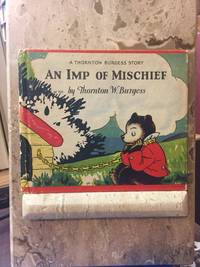 A THORNTON BURGESS STORY
AN IMP OF MISCHIEF
by Thornton W. Burgess